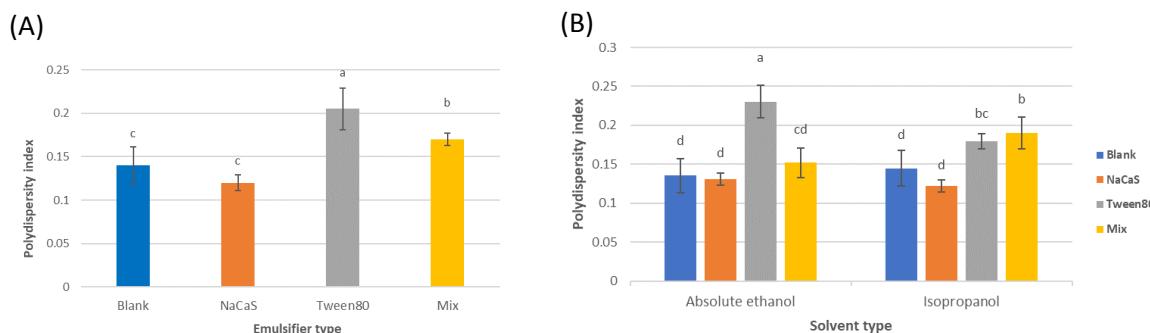 (A)
Polydispersity index
0.25
0.2
0.15
0.1
0.05
0
c
c
a
b
Blank
NaCaS
Tween80
Mix
Emulsifier type
(B)
Polydispersity index
0.3
0.25
0.2
0.15
0.1
0.05
0
d
d
a
cd
d
d
bc
b
Absolute ethanol
Isopropanol
Solvent type
Blank
NaCaS
Tween80
Mix